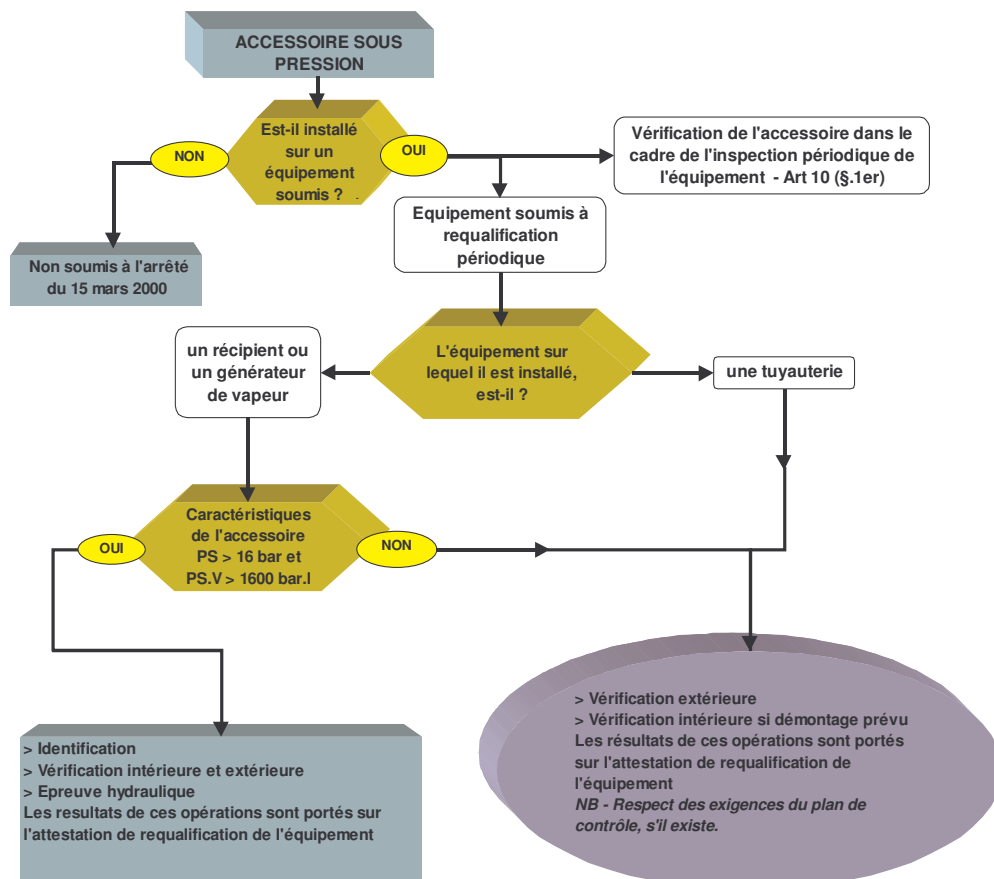 ACCESSOIRE SOUS
PRESSION
Est-il installé
sur un
équipement
soumis ?
NON
OUI
Vérification de l'accessoire dans le
cadre de l'inspection périodique de
l'équipement - Art 10 (§.1er)
Equipement soumis à
requalification
périodique
Non soumis à l'arrêté
du 15 mars 2000
un récipient ou
un générateur
de vapeur
L'équipement sur
lequel il est installé,
est-il ?
une tuyauterie
Caractéristiques
de l'accessoire
PS > 16 bar et
PS.V > 1600 bar.l
OUI
NON
> Identification
> Vérification intérieure et extérieure
> Epreuve hydraulique
Les resultats de ces opérations sont portés sur
l'attestation de requalification de l'équipement
> Vérification extérieure
> Vérification intérieure si démontage prévu
Les résultats de ces opérations sont portés
sur l'attestation de requalification de
l'équipement
NB - Respect des exigences du plan de
contrôle, s'il existe.